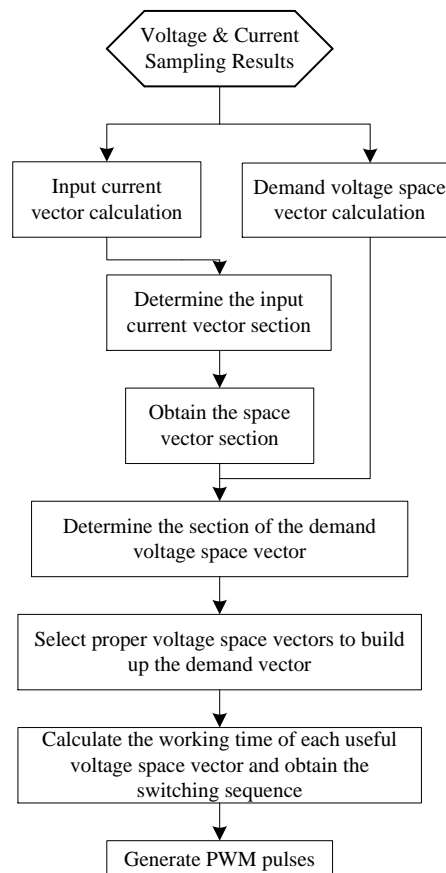 Voltage & Current
Sampling Results
Input current
vector calculation
Demand voltage space
vector calculation
Determine the input
current vector section
Obtain the space
vector section
Determine the section of the demand
voltage space vector
Select proper voltage space vectors to build
up the demand vector
Calculate the working time of each useful
voltage space vector and obtain the
switching sequence
Generate PWM pulses